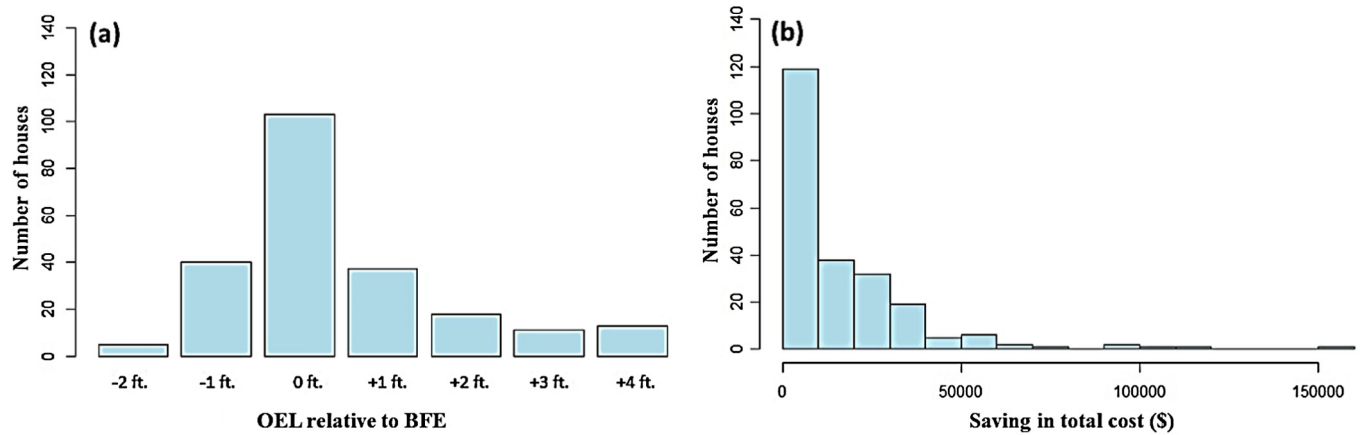 (a)
Number of houses
140
120
100
80
60
40
20
0
-2 ft. -1 ft. 0 ft. +1 ft. +2 ft. +3 ft. +4 ft.
OEL relative to BFE
(b)
Number of houses
140
120
100
80
60
40
20
0
0 50000 100000 150000
Saving in total cost ($)